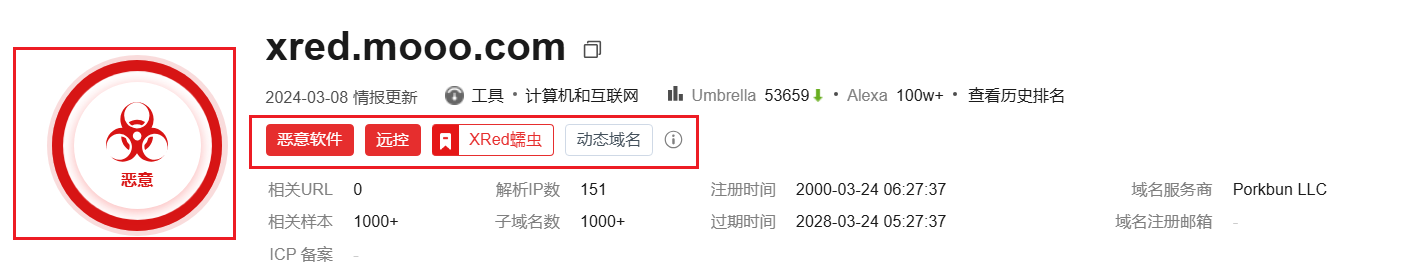 xred.mooo.com
2024-03-08 情报更新 工具 • 计算机和互联网 Umbrella 53659 • Alexa 100w+ • 查看历史排名
恶意
恶意软件 远控 XRed蠕虫 动态域名
相关URL 0 解析IP数 151 注册时间 2000-03-24 06:27:37 域名服务商 Porkbun LLC
相关样本 1000+ 子域名数 1000+ 过期时间 2028-03-24 05:27:37 域名注册邮箱 -
ICP 备案 -